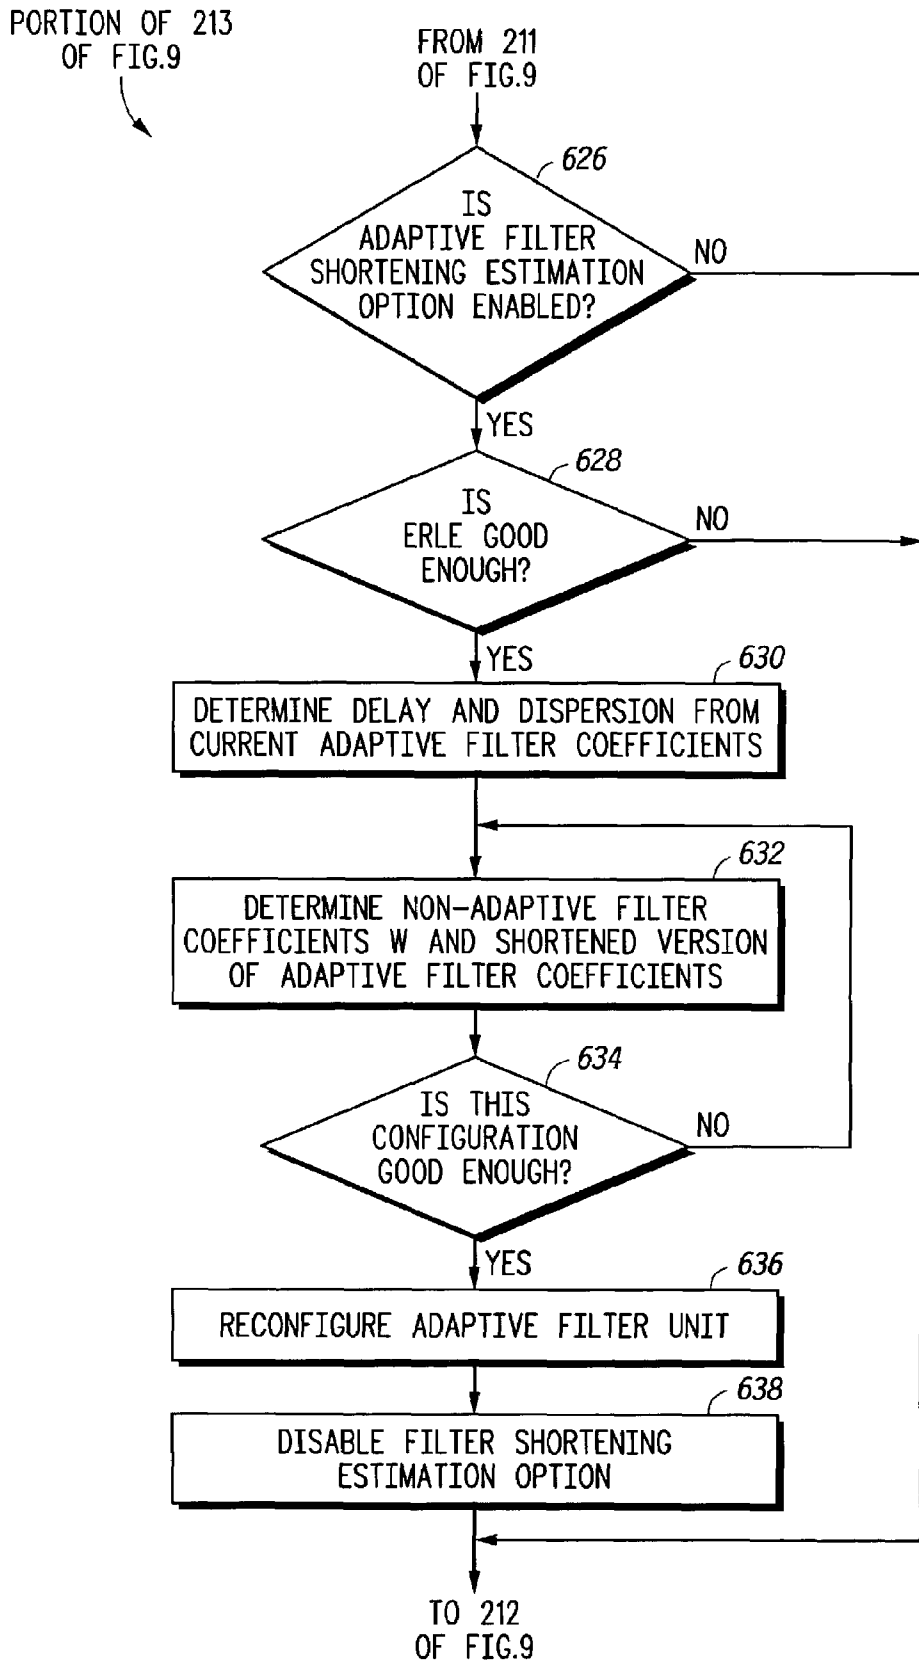 PORTION OF 213
OF FIG.9
FROM 211
OF FIG.9
626
IS
ADAPTIVE FILTER
SHORTENING ESTIMATION
OPTION ENABLED?
NO
YES
628
IS
ERLE GOOD
ENOUGH?
NO
YES
630
DETERMINE DELAY AND DISPERSION FROM
CURRENT ADAPTIVE FILTER COEFFICIENTS
632
DETERMINE NON-ADAPTIVE FILTER
COEFFICIENTS W AND SHORTENED VERSION
OF ADAPTIVE FILTER COEFFICIENTS
634
IS THIS
CONFIGURATION
GOOD ENOUGH?
NO
YES
636
RECONFIGURE ADAPTIVE FILTER UNIT
638
DISABLE FILTER SHORTENING
ESTIMATION OPTION
TO 212
OF FIG.9